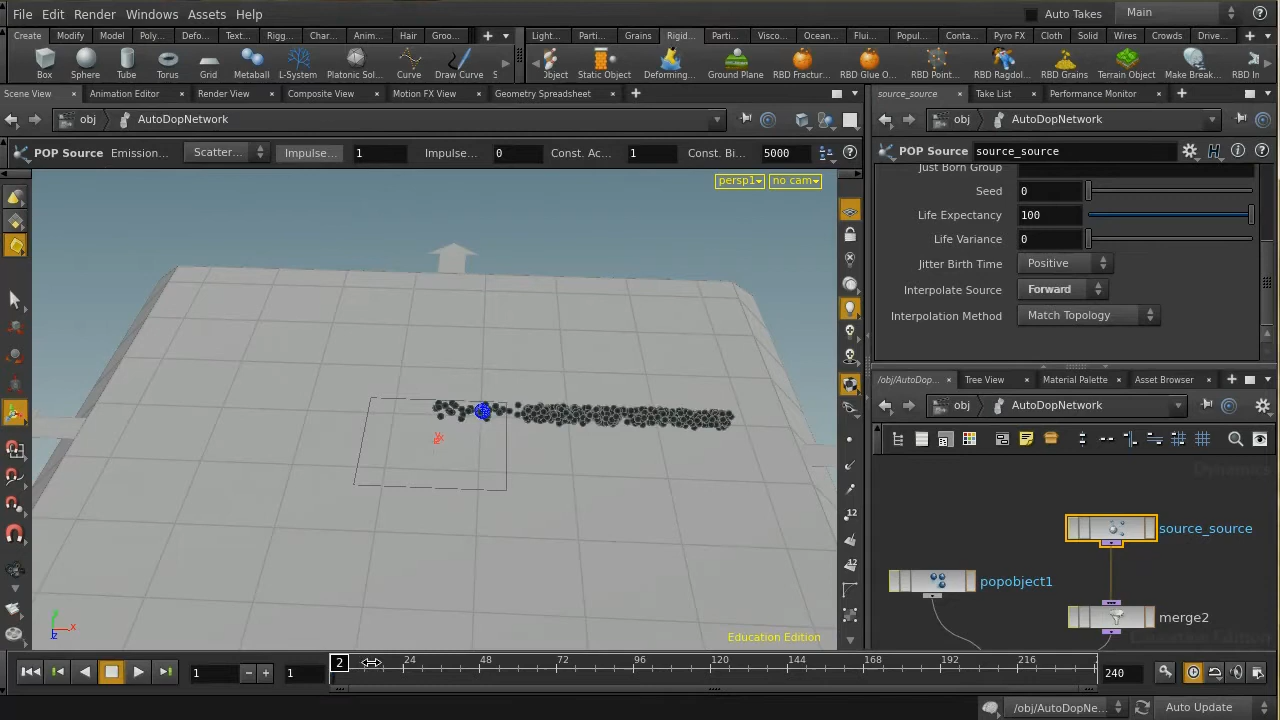 File Edit Render Windows Assets Help Auto Takes Main
Create Modify Model Poly... Defo... Text... Rigg... Char... Anim... Hair Groo... Light... Parti... Grains Rigid... Parti... Visco... Ocean... Flui... Popul... Conta... Pyro FX Cloth Solid Wires Crowds Drive...
Box Sphere Tube Torus Grid Metaball L-System Platonic Sol... Curve Draw Curve S Object Static Object Deforming... Ground Plane RBD Fractur... RBD Glue O... RBD Point... RBD Ragdol... RBD Grains Terrain Object Make Break... RBD In
Scene View Animation Editor Render View Composite View Motion FX View Geometry Spreadsheet source_source Take List Performance Monitor
obj AutoDopNetwork obj AutoDopNetwork
POP Source Emission... Scatter... Impulse... 1 Impulse... 0 Const. Ac... 1 Const. Bi... 5000 POP Source source_source
Just Born Group
persp1 no cam
Seed 0
Life Expectancy 100
Life Variance 0
Jitter Birth Time Positive
Interpolate Source Forward
Interpolation Method Match Topology
/obj/AutoDop... Tree View Material Palette Asset Browser
obj AutoDopNetwork
Dynamics
source_source
popobject1
merge2
Education Edition
Education Edition
1 1 2 24 48 72 96 120 144 168 192 216 240
/obj/AutoDopNe... Auto Update